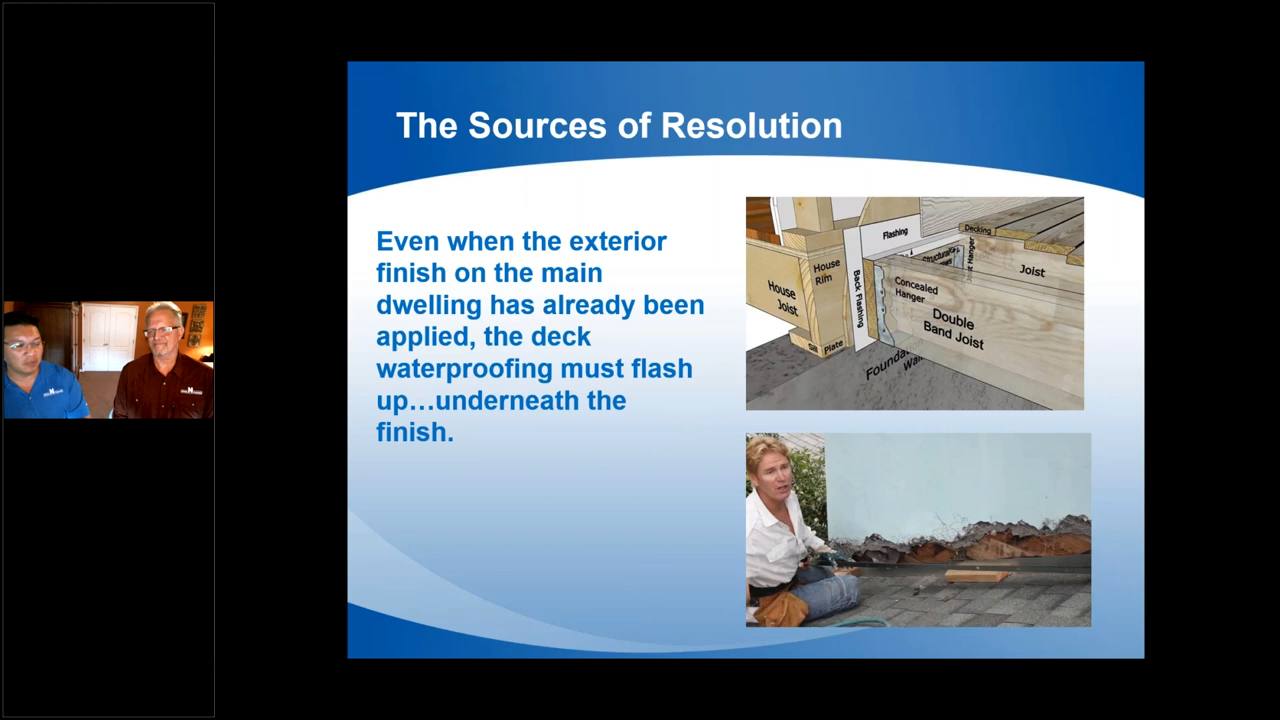 The Sources of Resolution
Even when the exterior
finish on the main
dwelling has already been
applied, the deck
waterproofing must flash
up…underneath the
finish.
Flashing
Decking
House
Rim
House
Joist
Back Flashing
Concealed
Hanger
Double
Band Joist
Joist
Sill Plate